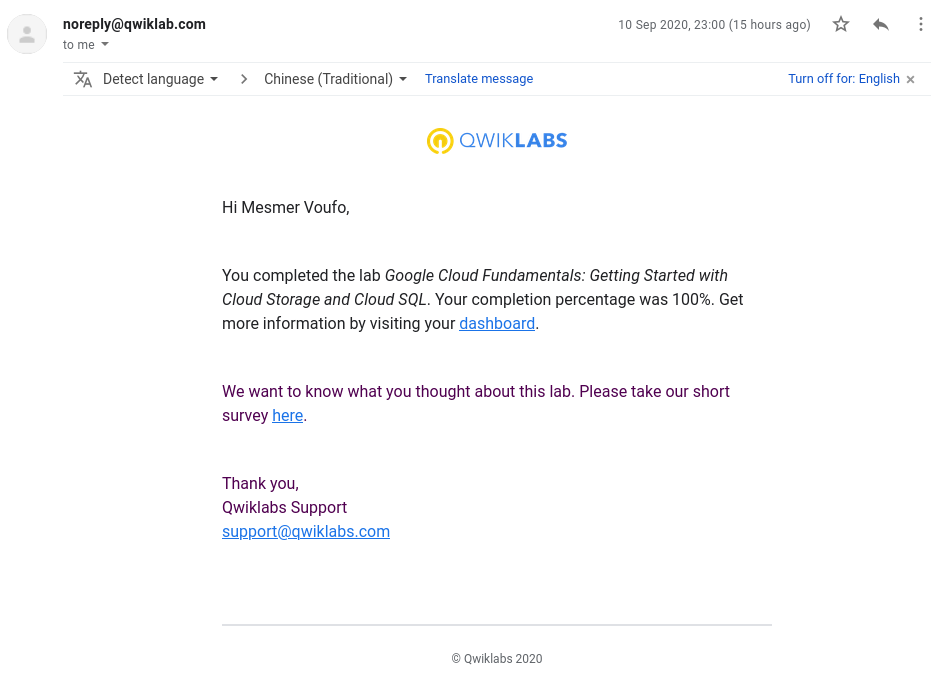 noreply@qwiklab.com
10 Sep 2020, 23:00 (15 hours ago)
to me
Detect language
Chinese (Traditional)
Translate message
Turn off for: English
QWIKLABS
Hi Mesmer Voufo,
You completed the lab Google Cloud Fundamentals: Getting Started with
Cloud Storage and Cloud SQL. Your completion percentage was 100%. Get
more information by visiting your dashboard.
We want to know what you thought about this lab. Please take our short
survey here.
Thank you,
Qwiklabs Support
support@qwiklabs.com
© Qwiklabs 2020